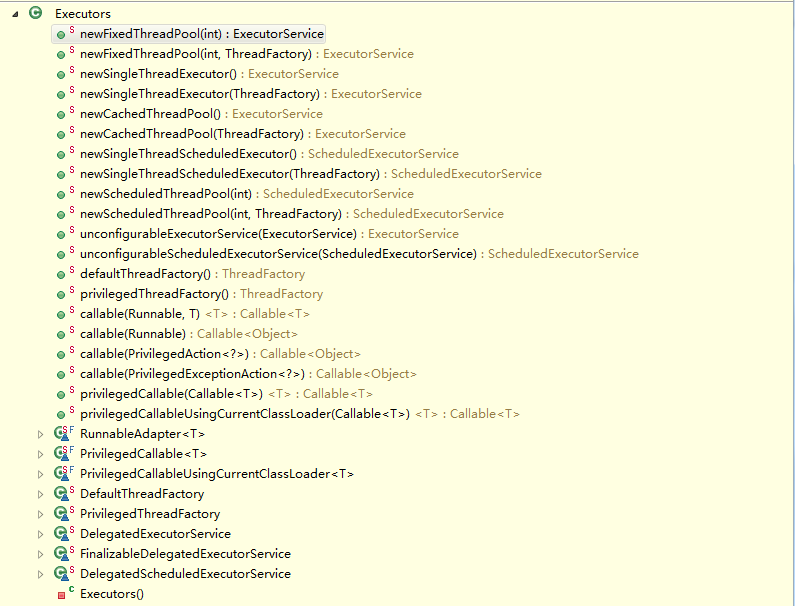 Executors
newFixedThreadPool(int) : ExecutorService
newFixedThreadPool(int, ThreadFactory) : ExecutorService
newSingleThreadExecutor() : ExecutorService
newSingleThreadExecutor(ThreadFactory) : ExecutorService
newCachedThreadPool() : ExecutorService
newCachedThreadPool(ThreadFactory) : ExecutorService
newSingleThreadScheduledExecutor() : ScheduledExecutorService
newSingleThreadScheduledExecutor(ThreadFactory) : ScheduledExecutorService
newScheduledThreadPool(int) : ScheduledExecutorService
newScheduledThreadPool(int, ThreadFactory) : ScheduledExecutorService
unconfigurableExecutorService(ExecutorService) : ExecutorService
unconfigurableScheduledExecutorService(ScheduledExecutorService) : ScheduledExecutorService
defaultThreadFactory() : ThreadFactory
privilegedThreadFactory() : ThreadFactory
callable(Runnable, T) <T> : Callable<T>
callable(Runnable) : Callable<Object>
callable(PrivilegedAction<?>) : Callable<Object>
callable(PrivilegedExceptionAction<?>) : Callable<Object>
privilegedCallable(Callable<T>) <T> : Callable<T>
privilegedCallableUsingCurrentClassLoader(Callable<T>) <T> : Callable<T>
RunnableAdapter<T>
PrivilegedCallable<T>
PrivilegedCallableUsingCurrentClassLoader<T>
DefaultThreadFactory
PrivilegedThreadFactory
DelegatedExecutorService
FinalizableDelegatedExecutorService
DelegatedScheduledExecutorService
Executors()